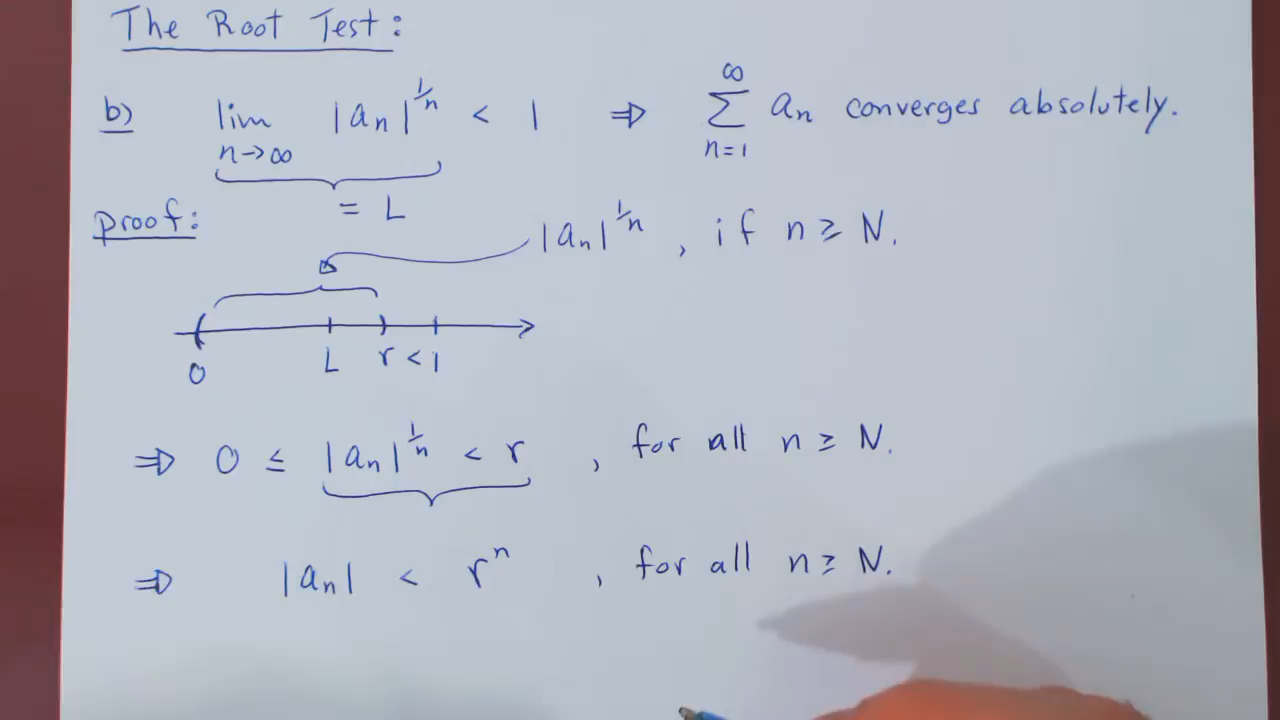 The Root Test:
b) lim n→∞ |an|^1/n < 1 ⇒ ∞ Σ n=1 an converges absolutely.
= L
Proof:
|an|^1/n , if n ≥ N.
0 L r < 1
⇒ 0 ≤ |an|^1/n < r , for all n ≥ N.
⇒ |an| < r^n , for all n ≥ N.